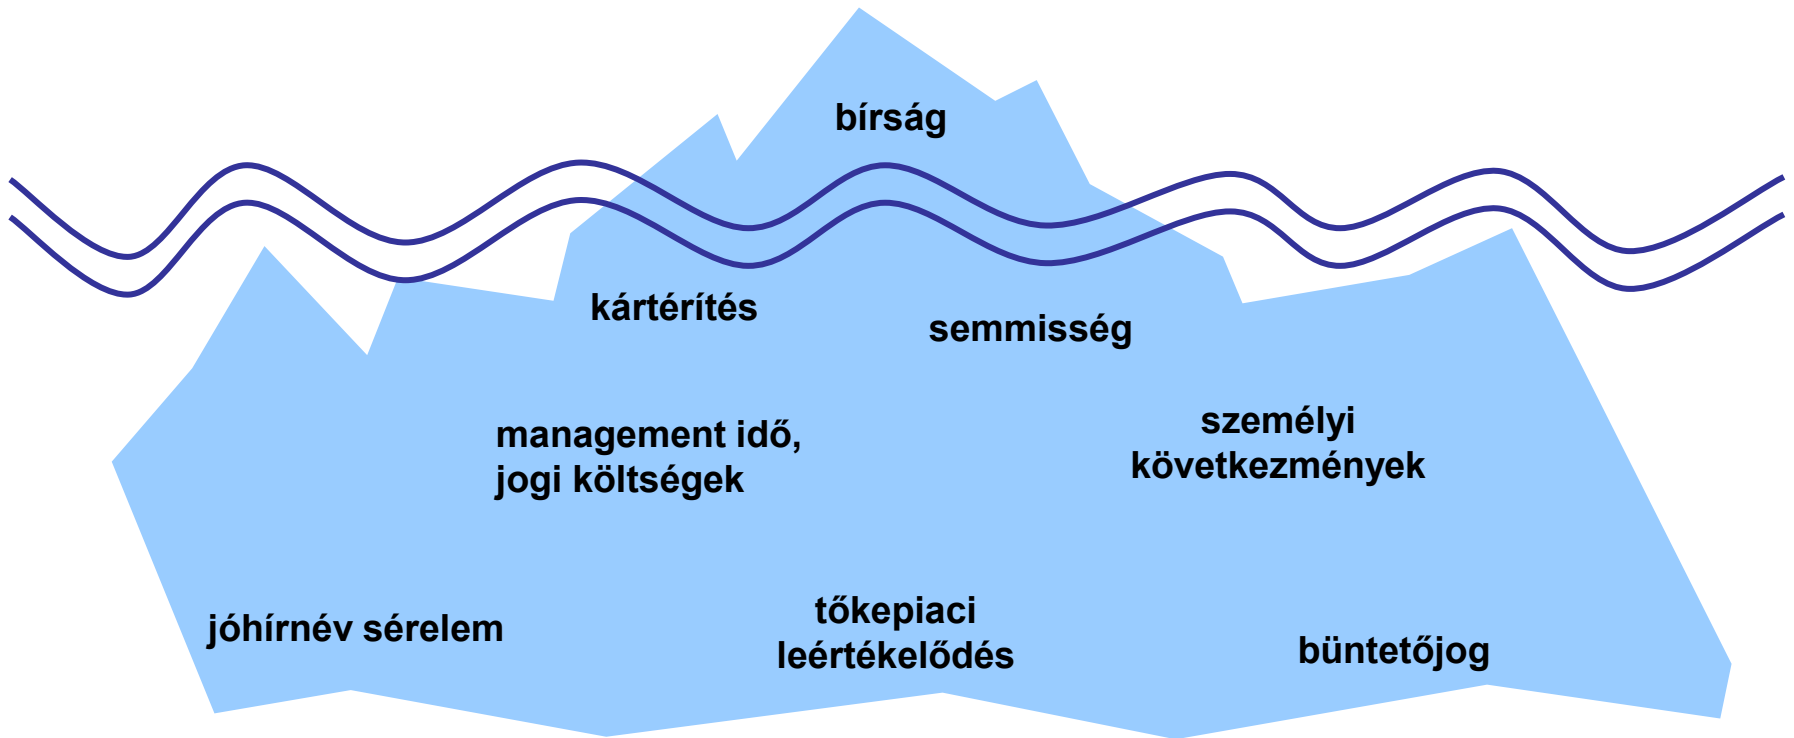 bírság
kártérítés
semmisség
management idő,
jogi költségek
személyi
következmények
jóhírnév sérelem
tőkepiaci
leértékelődés
büntetőjog